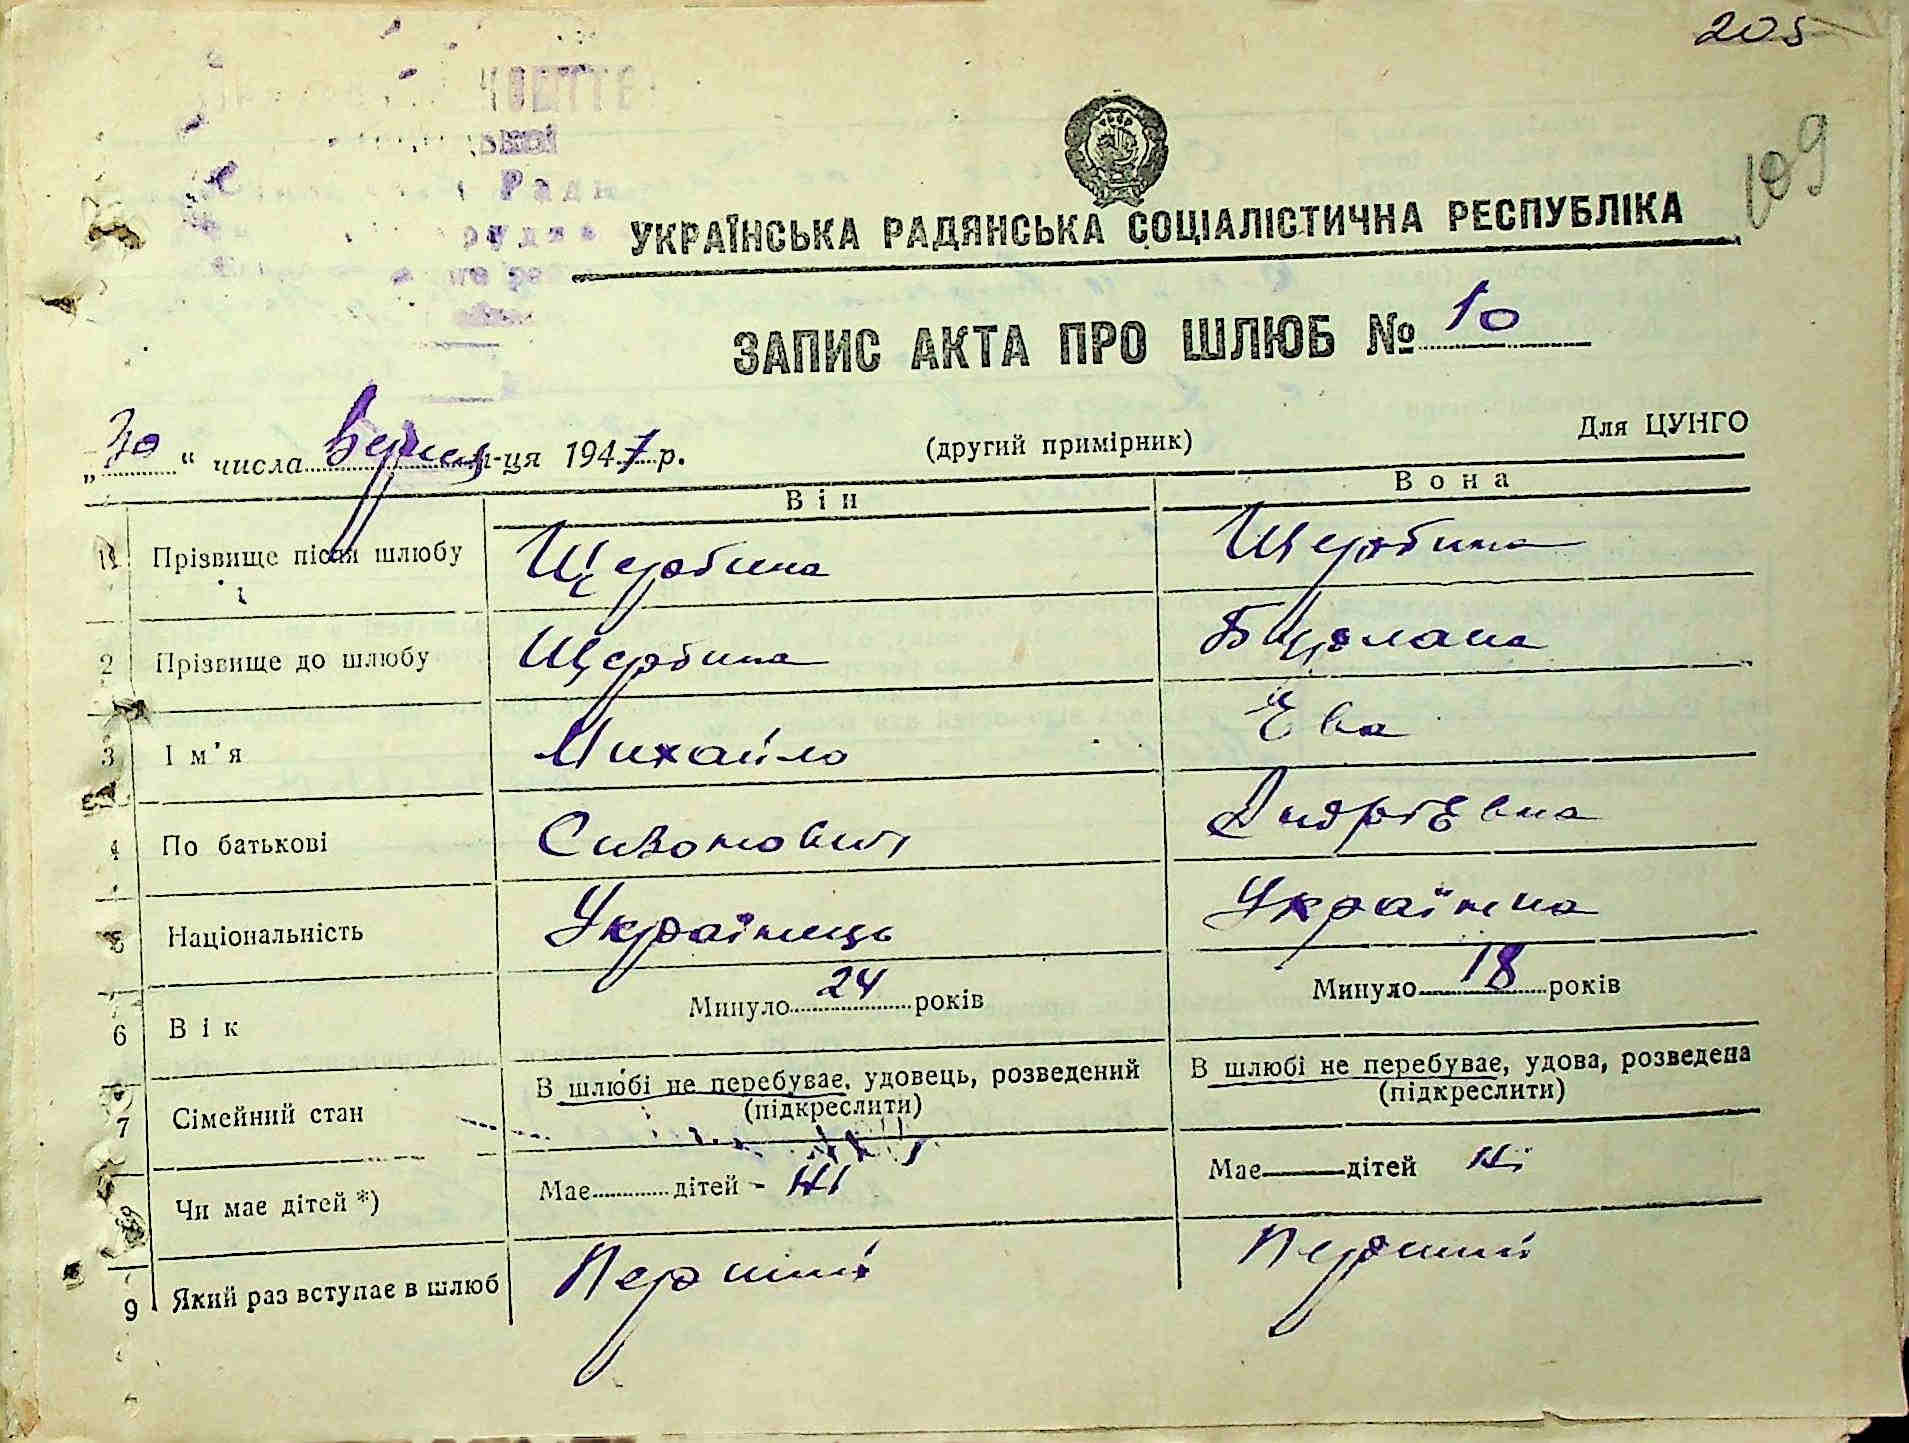 205
109
УКРАЇНСЬКА РАДЯНСЬКА СОЦІАЛІСТИЧНА РЕСПУБЛІКА
ЗАПИС АКТА ПРО ШЛЮБ № 10
„30“ числа м-ця 1947 р.
(другий примірник)
Для ЦУНГО
Він Вона
1 Прізвище після шлюбу Щербина Щербина
2 Прізвище до шлюбу Щербина
3 Ім'я Михайло Ева
4 По батькові Сизонович Андріевна
5 Національність Українець Українка
6 Вік Минуло 24 років Минуло 18 років
7 Сімейний стан В шлюбі не перебуває, удовець, розведений В шлюбі не перебуває, удова, розведена
(підкреслити) (підкреслити)
8 Чи має дітей *) Має дітей - ні Має дітей ні
9 Який раз вступає в шлюб Перший Перший